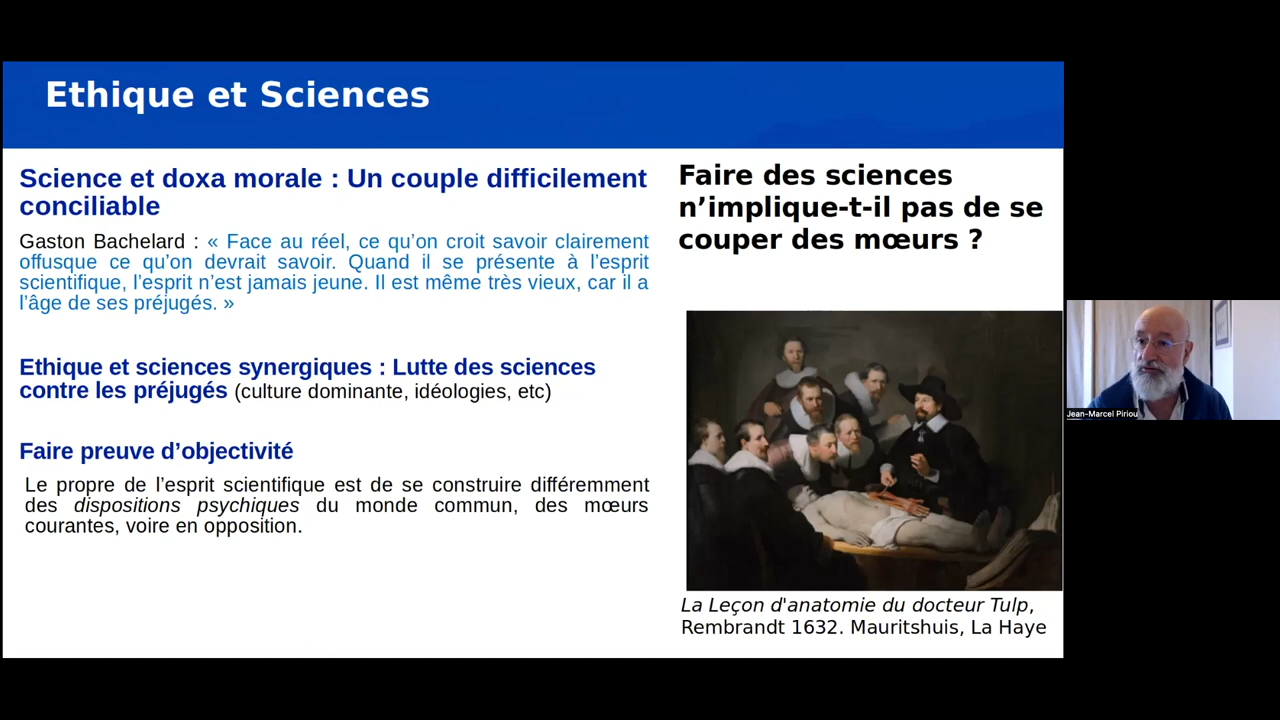 Ethique et Sciences
Science et doxa morale : Un couple difficilement
conciliable
Gaston Bachelard : « Face au réel, ce qu’on croit savoir clairement
offusque ce qu’on devrait savoir. Quand il se présente à l’esprit
scientifique, l’esprit n’est jamais jeune. Il est même très vieux, car il a
l’âge de ses préjugés. »
Ethique et sciences synergiques : Lutte des sciences
contre les préjugés (culture dominante, idéologies, etc)
Faire preuve d’objectivité
Le propre de l’esprit scientifique est de se construire différemment
des dispositions psychiques du monde commun, des mœurs
courantes, voire en opposition.
Faire des sciences
n’implique-t-il pas de se
couper des mœurs ?
La Leçon d'anatomie du docteur Tulp,
Rembrandt 1632. Mauritshuis, La Haye
Jean-Marcel Piriou